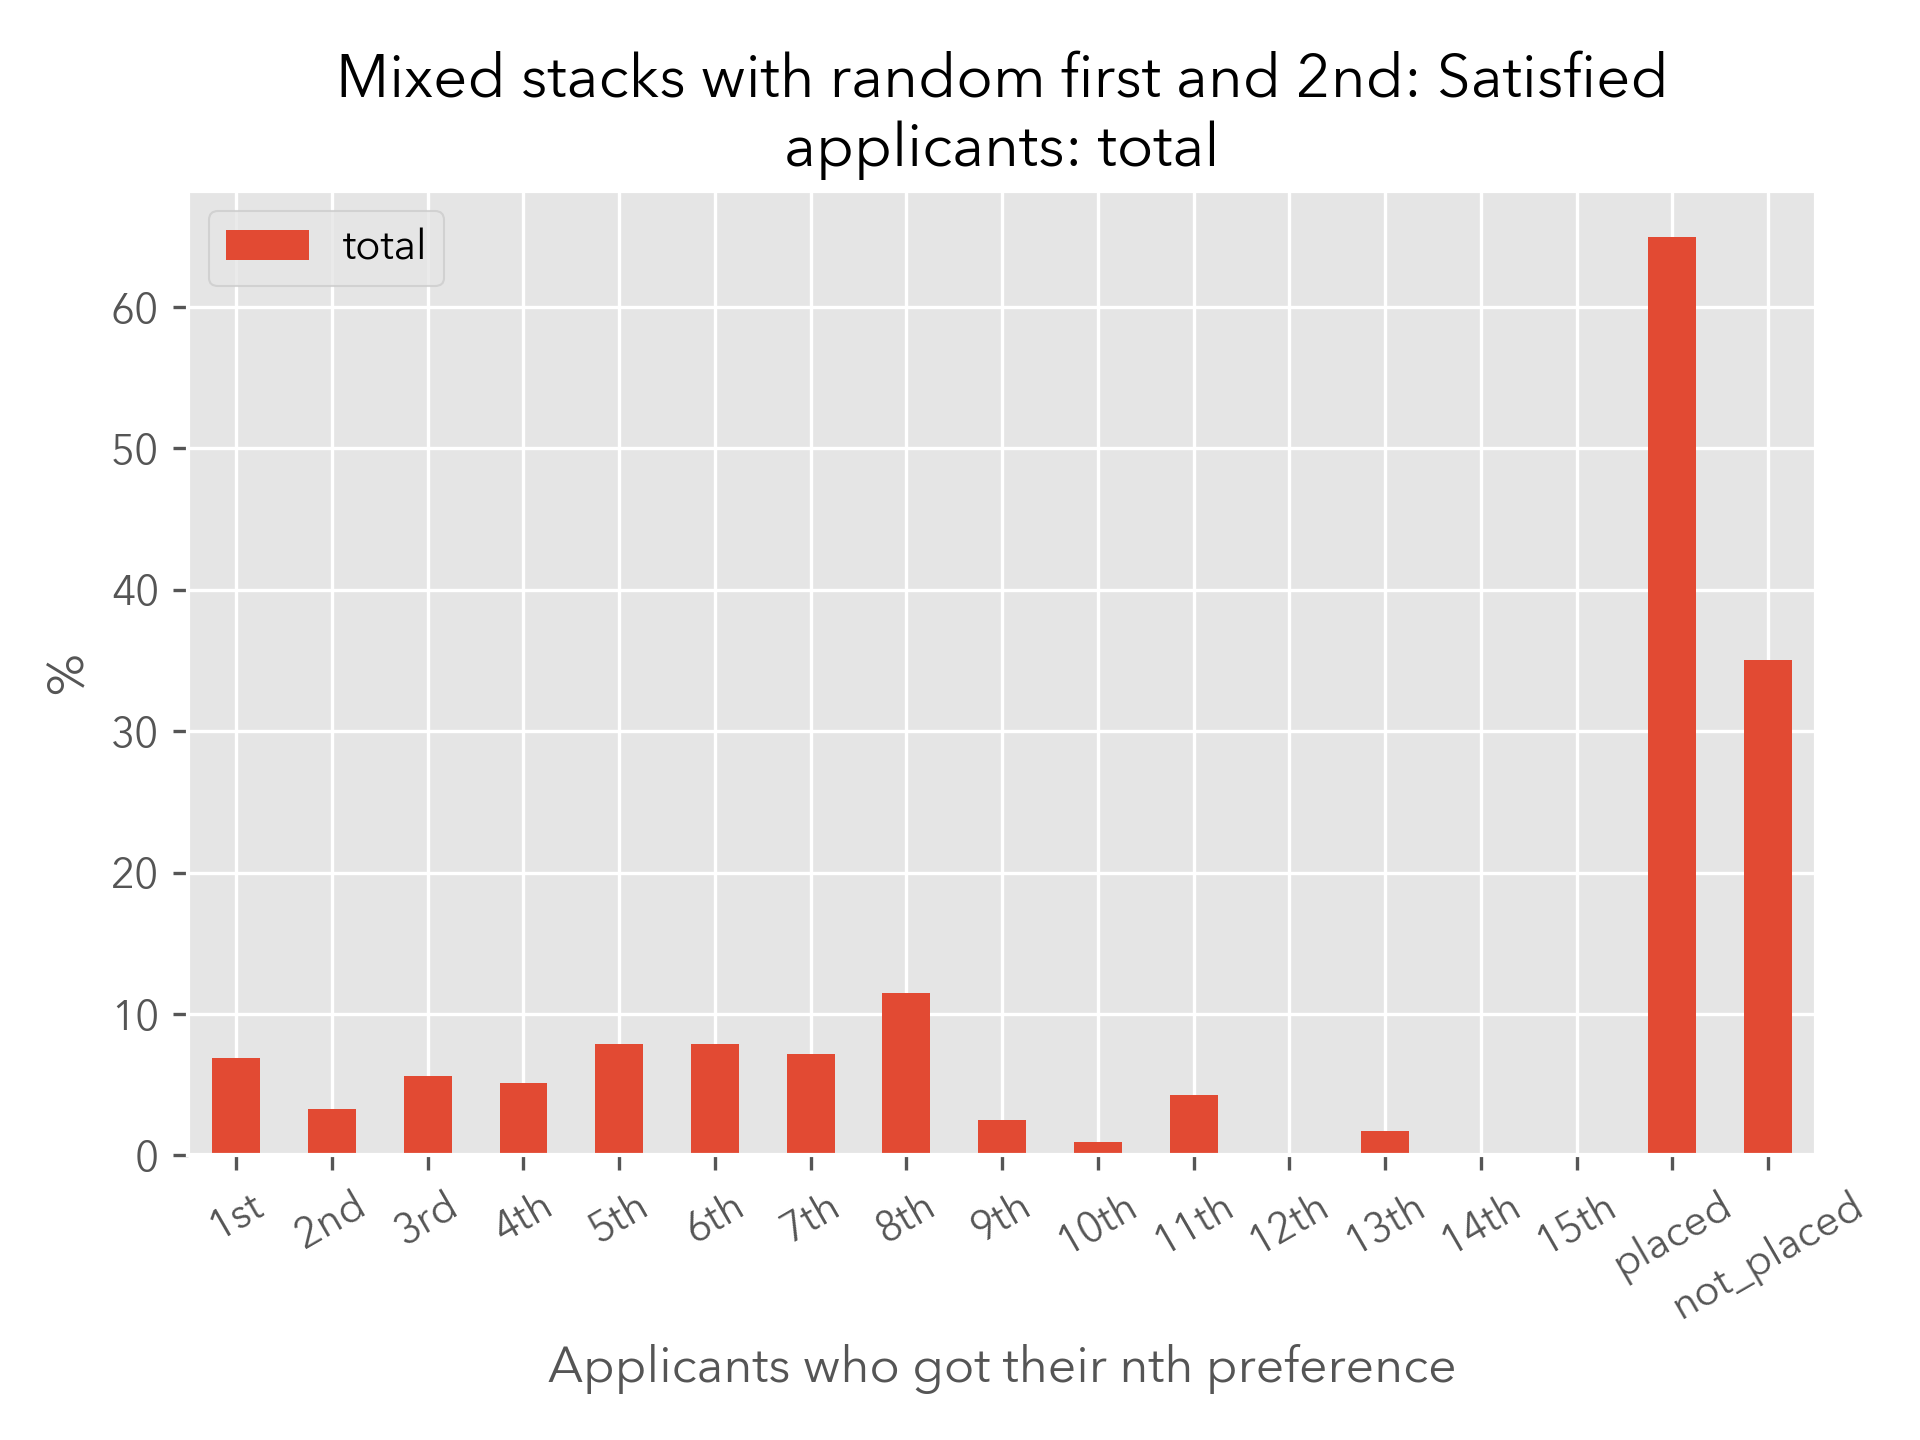 Mixed stacks with random first and 2nd: Satisfied
applicants: total
total
60
50
40
30
20
10
0
%
1st
2nd
3rd
4th
5th
6th
7th
8th
9th
10th
11th
12th
13th
14th
15th
placed
not_placed
Applicants who got their nth preference